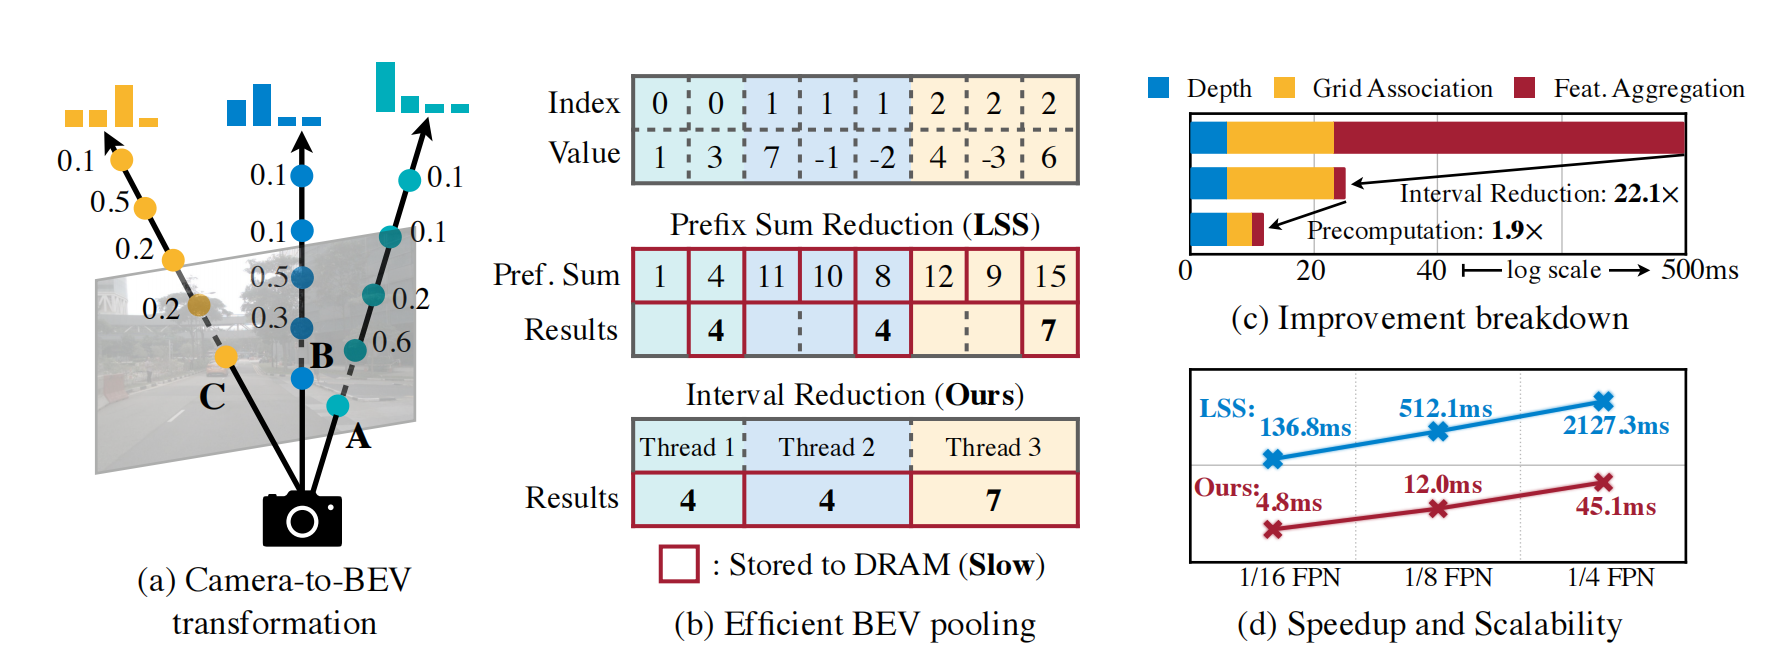 0.1
0.5
0.2
0.2
C
0.1
0.1
0.5
0.3
B
0.1
0.1
0.2
0.6
A
(a) Camera-to-BEV
transformation
Index 0 0 1 1 1 2 2 2
Value 1 3 7 -1 -2 4 -3 6
Prefix Sum Reduction (LSS)
Pref. Sum 1 4 11 10 8 12 9 15
Results 4 4 7
Interval Reduction (Ours)
Thread 1 Thread 2 Thread 3
Results 4 4 7
: Stored to DRAM (Slow)
(b) Efficient BEV pooling
Depth Grid Association Feat. Aggregation
Interval Reduction: 22.1×
Precomputation: 1.9×
0 20 40 log scale 500ms
(c) Improvement breakdown
LSS: 136.8ms 512.1ms 2127.3ms
Ours: 4.8ms 12.0ms 45.1ms
1/16 FPN 1/8 FPN 1/4 FPN
(d) Speedup and Scalability